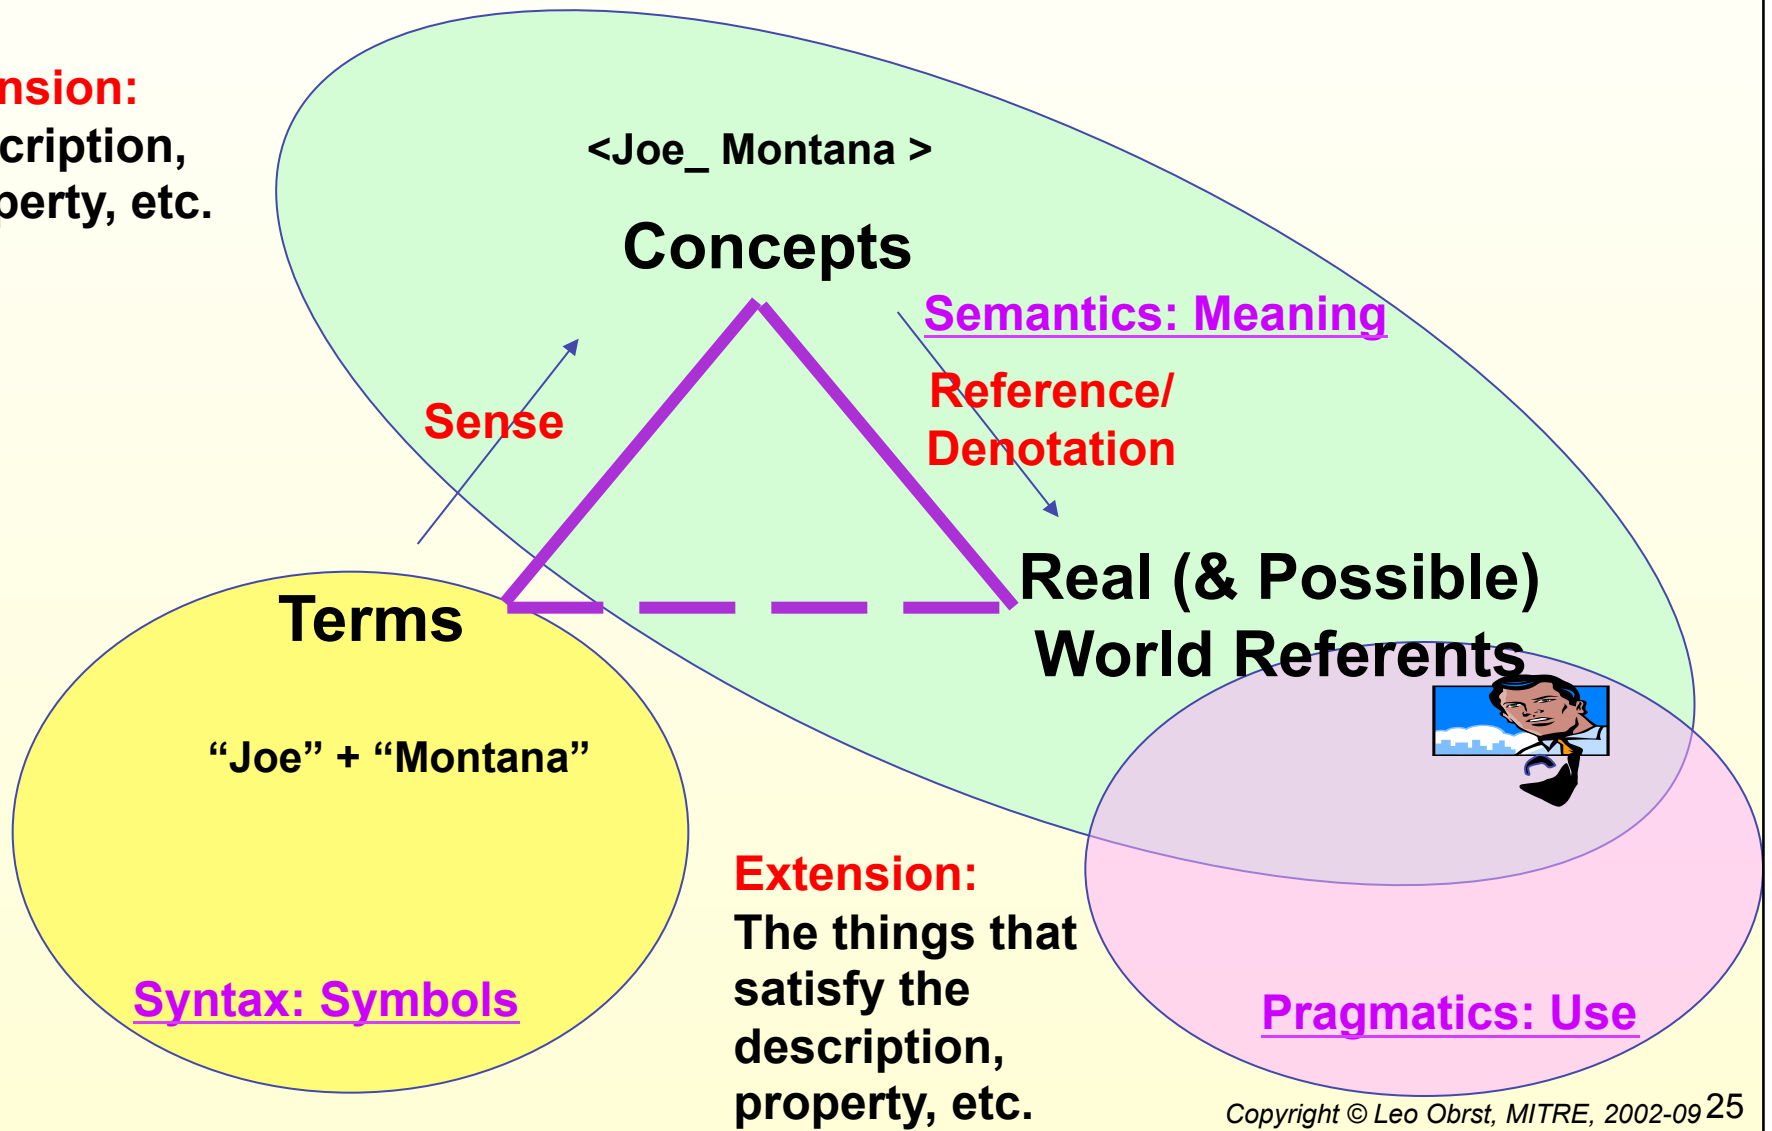 nsion:
cription,
perty, etc.
<Joe_ Montana >
Concepts
Semantics: Meaning
Reference/
Denotation
Sense
Real (& Possible)
World Referents
Terms
“Joe” + “Montana”
Syntax: Symbols
Extension:
The things that
satisfy the
description,
property, etc.
Pragmatics: Use
Copyright © Leo Obrst, MITRE, 2002-09 25